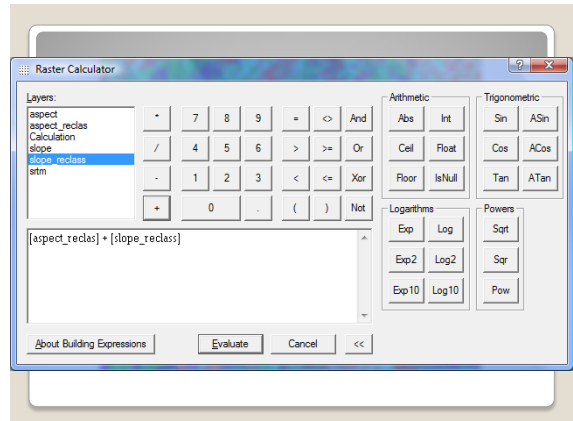 Raster Calculator
? X
Layers:
aspect
aspect_reclas
Calculation
slope
slope_reclass
srtm
* 7 8 9 = <> And
/ 4 5 6 > >= Or
- 1 2 3 < <= Xor
+ 0 . ( ) Not
Arithmetic
Abs Int
Ceil Float
Floor IsNull
Trigonometric
Sin ASin
Cos ACos
Tan ATan
Logarithms
Exp Log
Exp2 Log2
Exp10 Log10
Powers
Sqrt
Sqr
Pow
[aspect_reclas] + [slope_reclass]
About Building Expressions Evaluate Cancel <<